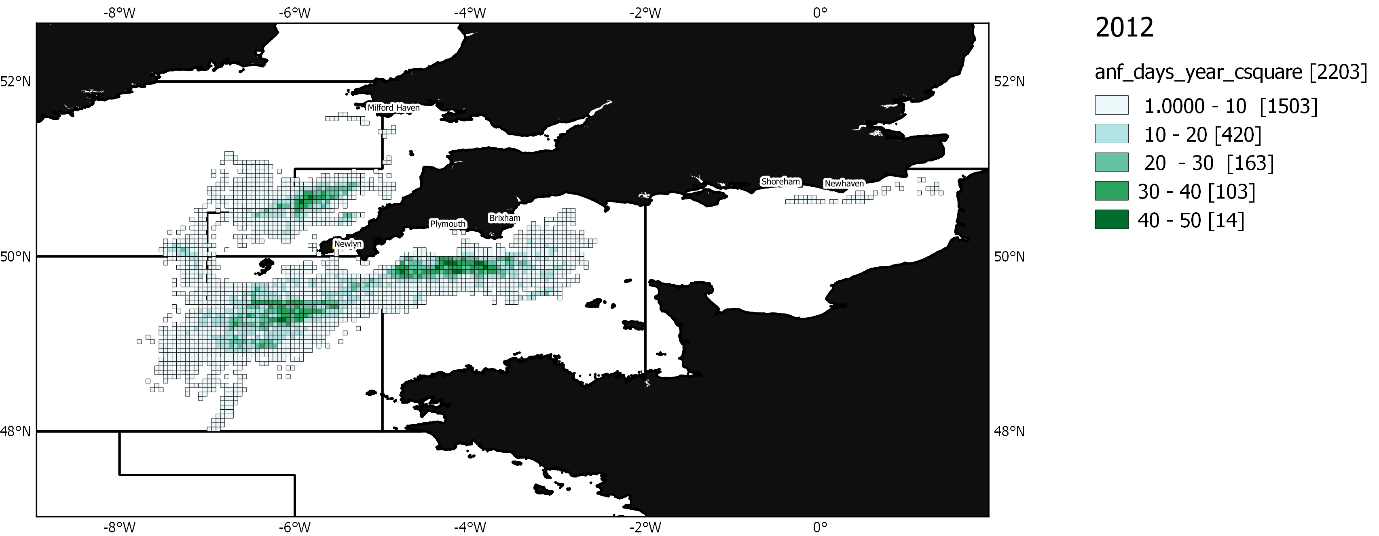 -8°W -6°W -4°W -2°W 0°
2012
anf_days_year_csquare [2203]
52°N 52°N
1.0000 - 10 [1503]
Milford Haven
10 - 20 [420]
20 - 30 [163]
Shoreham Newhaven
30 - 40 [103]
40 - 50 [14]
Plymouth Brixham
Newlyn
50°N 50°N
48°N 48°N
-8°W -6°W -4°W -2°W 0°